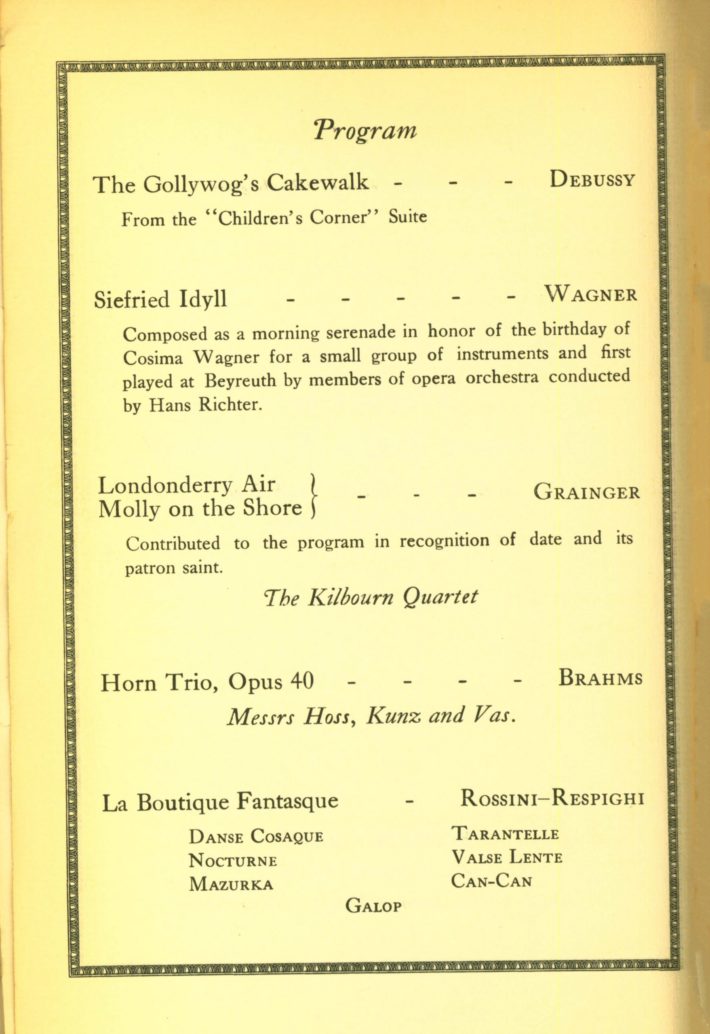 Program
The Gollywog's Cakewalk - - - Debussy
From the "Children's Corner" Suite
Siefried Idyll - - - - - Wagner
Composed as a morning serenade in honor of the birthday of
Cosima Wagner for a small group of instruments and first
played at Beyreuth by members of opera orchestra conducted
by Hans Richter.
Londonderry Air
Molly on the Shore } - - - Grainger
Contributed to the program in recognition of date and its
patron saint.
The Kilbourn Quartet
Horn Trio, Opus 40 - - - - Brahms
Messrs Hoss, Kunz and Vas.
La Boutique Fantasque - Rossini–Respighi
Danse Cosaque Tarantelle
Nocturne Valse Lente
Mazurka Can-Can
Galop